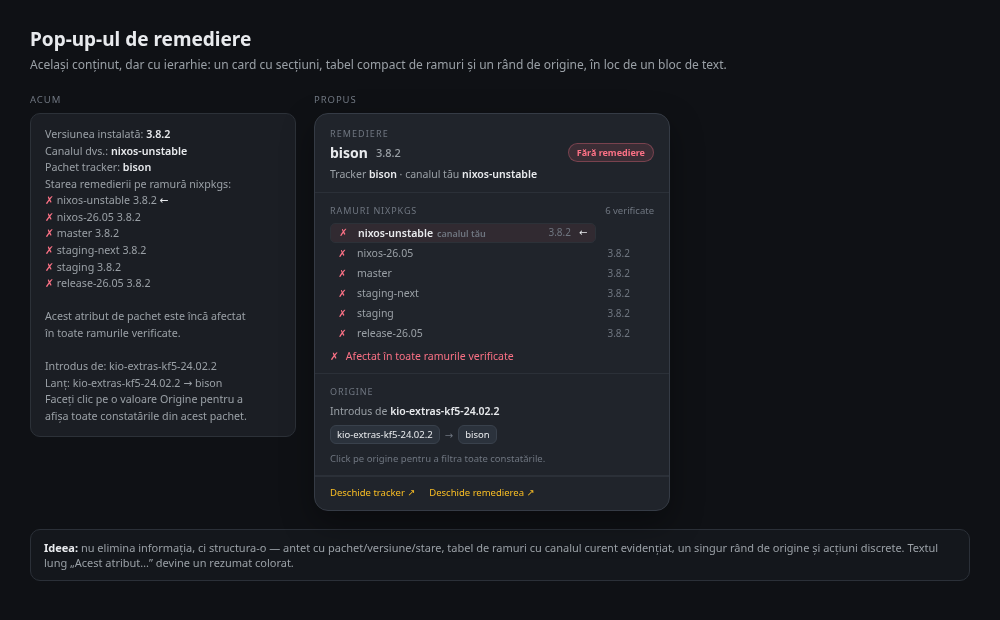 Pop-up-ul de remediere
Același conținut, dar cu ierarhie: un card cu secțiuni, tabel compact de ramuri și un rând de origine, în loc de un bloc de text.
ACUM
Versiunea instalată: 3.8.2
Canalul dvs.: nixos-unstable
Pachet tracker: bison
Starea remedierii pe ramură nixpkgs:
✗ nixos-unstable 3.8.2 ←
✗ nixos-26.05 3.8.2
✗ master 3.8.2
✗ staging-next 3.8.2
✗ staging 3.8.2
✗ release-26.05 3.8.2
Acest atribut de pachet este încă afectat
în toate ramurile verificate.
Introdus de: kio-extras-kf5-24.02.2
Lanț: kio-extras-kf5-24.02.2 → bison
Faceți clic pe o valoare Origine pentru a
afișa toate constatările din acest pachet.
PROPUS
REMEDIERE
bison 3.8.2 Fără remediere
Tracker bison · canalul tău nixos-unstable
RAMURI NIXPKGS 6 verificate
✗ nixos-unstable canalul tău 3.8.2 ←
✗ nixos-26.05 3.8.2
✗ master 3.8.2
✗ staging-next 3.8.2
✗ staging 3.8.2
✗ release-26.05 3.8.2
✗ Afectat în toate ramurile verificate
ORIGINE
Introdus de kio-extras-kf5-24.02.2
kio-extras-kf5-24.02.2 → bison
Click pe origine pentru a filtra toate constatările.
Deschide tracker ↗ Deschide remedierea ↗
Ideea: nu elimina informația, ci structura-o — antet cu pachet/versiune/stare, tabel de ramuri cu canalul curent evidențiat, un singur rând de origine și acțiuni discrete. Textul
lung „Acest atribut…” devine un rezumat colorat.